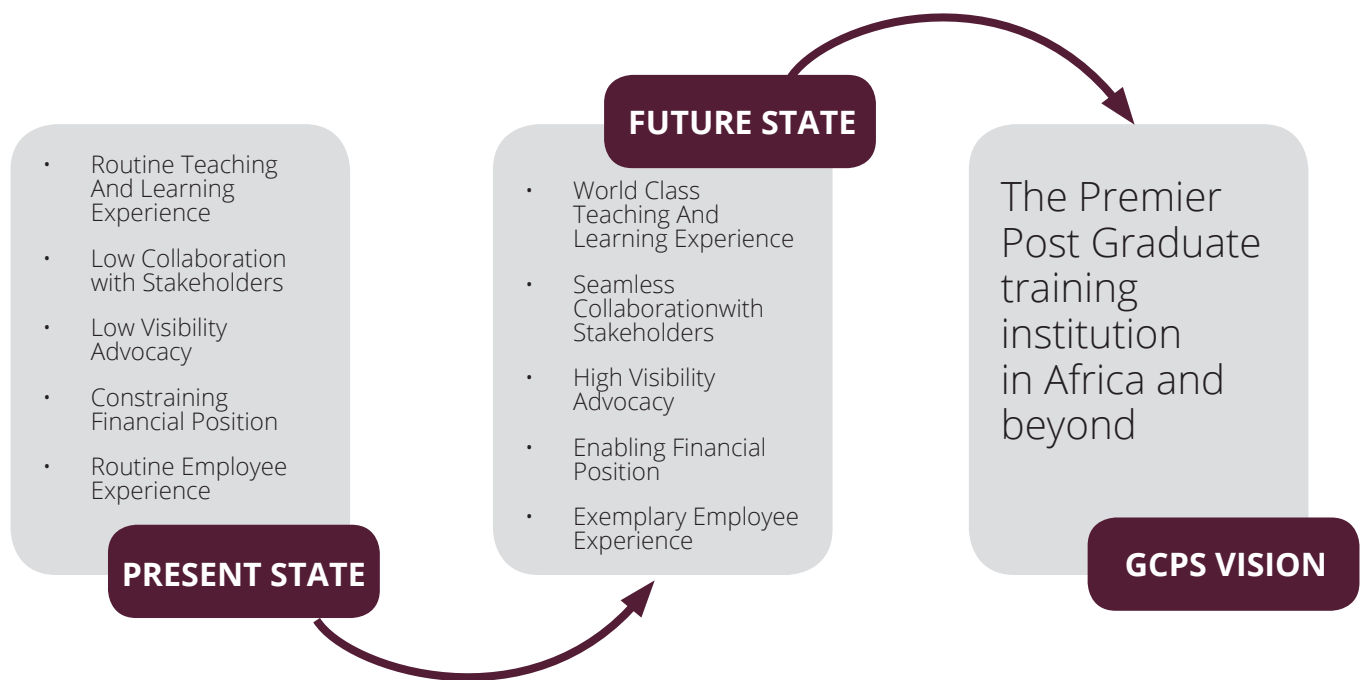 • Routine Teaching
And Learning
Experience
• Low Collaboration
with Stakeholders
• Low Visibility
Advocacy
• Constraining
Financial Position
• Routine Employee
Experience
PRESENT STATE
FUTURE STATE
• World Class
Teaching And
Learning Experience
• Seamless
Collaborationwith
Stakeholders
• High Visibility
Advocacy
• Enabling Financial
Position
• Exemplary Employee
Experience
The Premier
Post Graduate
training
institution
in Africa and
beyond
GCPS VISION